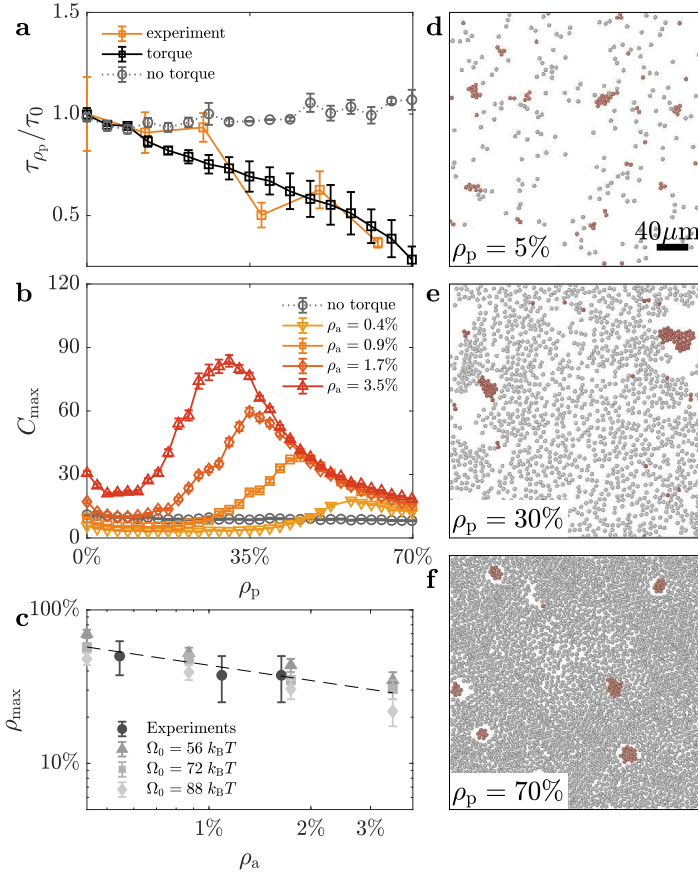 a
1.5
1.0
0.5
τρp/τ0
experiment
torque
no torque
b
120
90
60
30
0
Cmax
no torque
ρa = 0.4%
ρa = 0.9%
ρa = 1.7%
ρa = 3.5%
0%
35%
70%
ρp
c
100%
10%
ρmax
Experiments
Ω0 = 56 kBT
Ω0 = 72 kBT
Ω0 = 88 kBT
1%
2%
3%
ρa
d
40μm
ρp = 5%
e
ρp = 30%
f
ρp = 70%